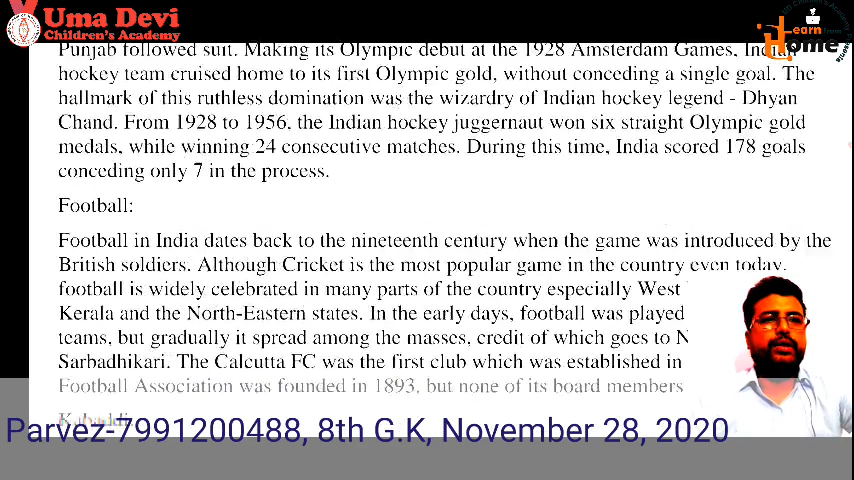 Uma Devi
Children's Academy
Learn from
Home
Punjab followed suit. Making its Olympic debut at the 1928 Amsterdam Games, Indian
hockey team cruised home to its first Olympic gold, without conceding a single goal. The
hallmark of this ruthless domination was the wizardry of Indian hockey legend - Dhyan
Chand. From 1928 to 1956, the Indian hockey juggernaut won six straight Olympic gold
medals, while winning 24 consecutive matches. During this time, India scored 178 goals
conceding only 7 in the process.
Football:
Football in India dates back to the nineteenth century when the game was introduced by the
British soldiers. Although Cricket is the most popular game in the country even today,
football is widely celebrated in many parts of the country especially West
Kerala and the North-Eastern states. In the early days, football was played
teams, but gradually it spread among the masses, credit of which goes to N
Sarbadhikari. The Calcutta FC was the first club which was established in
Football Association was founded in 1893, but none of its board members
Kabaddi:
Parvez-7991200488, 8th G.K, November 28, 2020